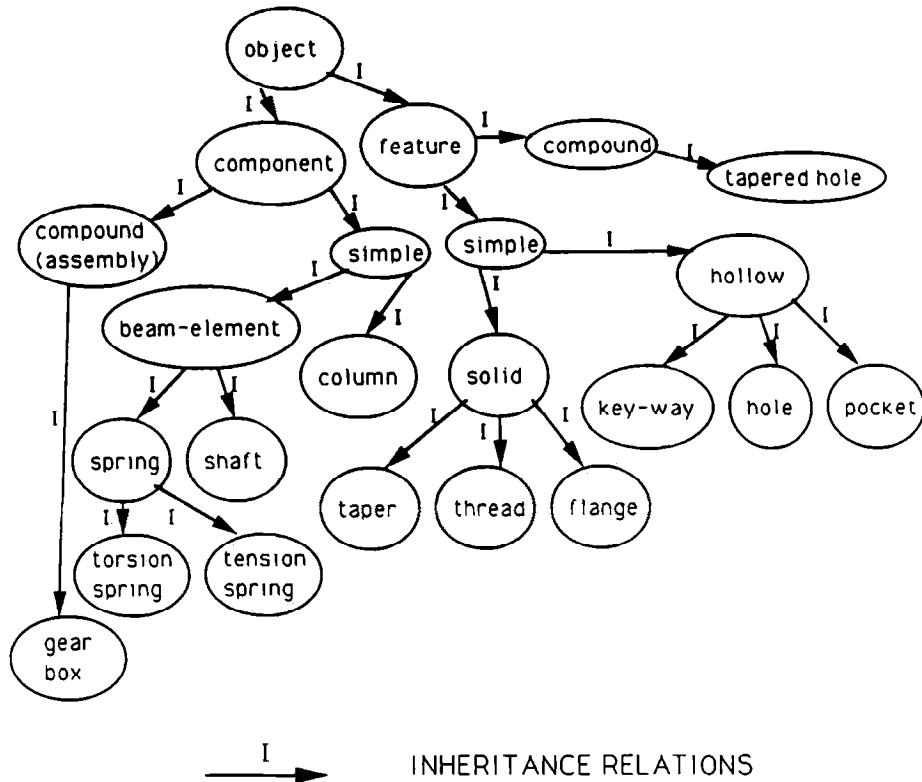 object
I
I
component
feature
I
compound
I
tapered hole
I
I
I
compound
(assembly)
simple
simple
I
hollow
I
I
I
beam-element
column
solid
I
I
I
key-way
hole
pocket
I
I
I
spring
shaft
I
I
I
taper
thread
flange
I
I
torsion
spring
tension
spring
gear
box
I
INHERITANCE RELATIONS